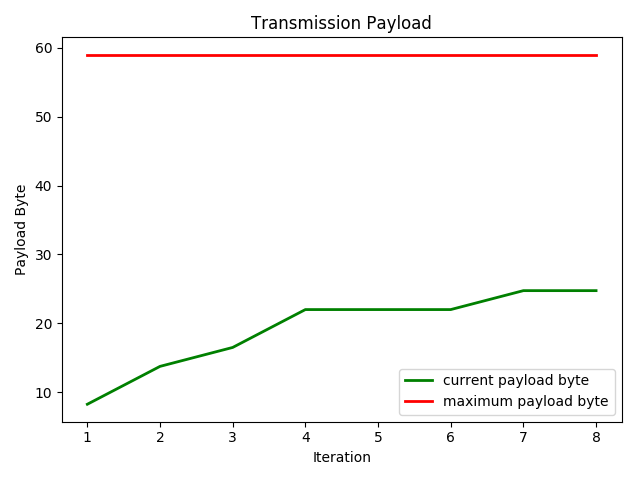 Transmission Payload
60
50
40
30
20
10
Payload Byte
current payload byte
maximum payload byte
1 2 3 4 5 6 7 8
Iteration